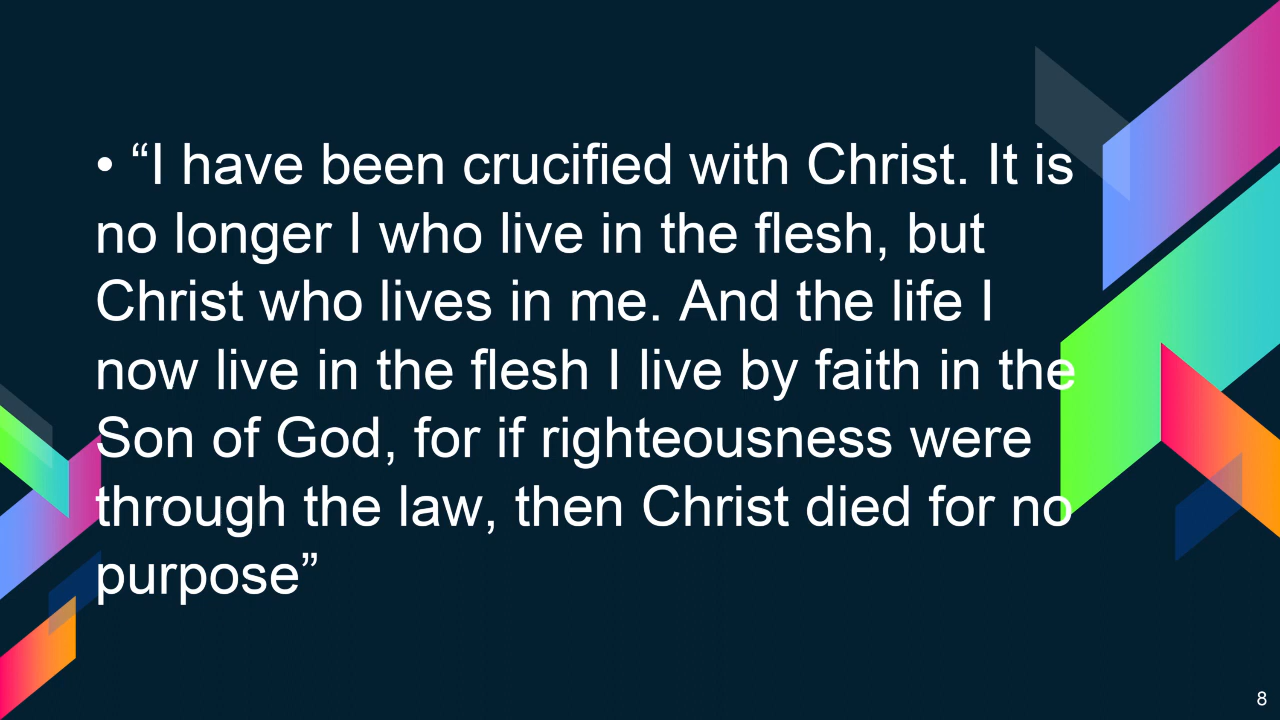 • “I have been crucified with Christ. It is
no longer I who live in the flesh, but
Christ who lives in me. And the life I
now live in the flesh I live by faith in the
Son of God, for if righteousness were
through the law, then Christ died for no
purpose”
8